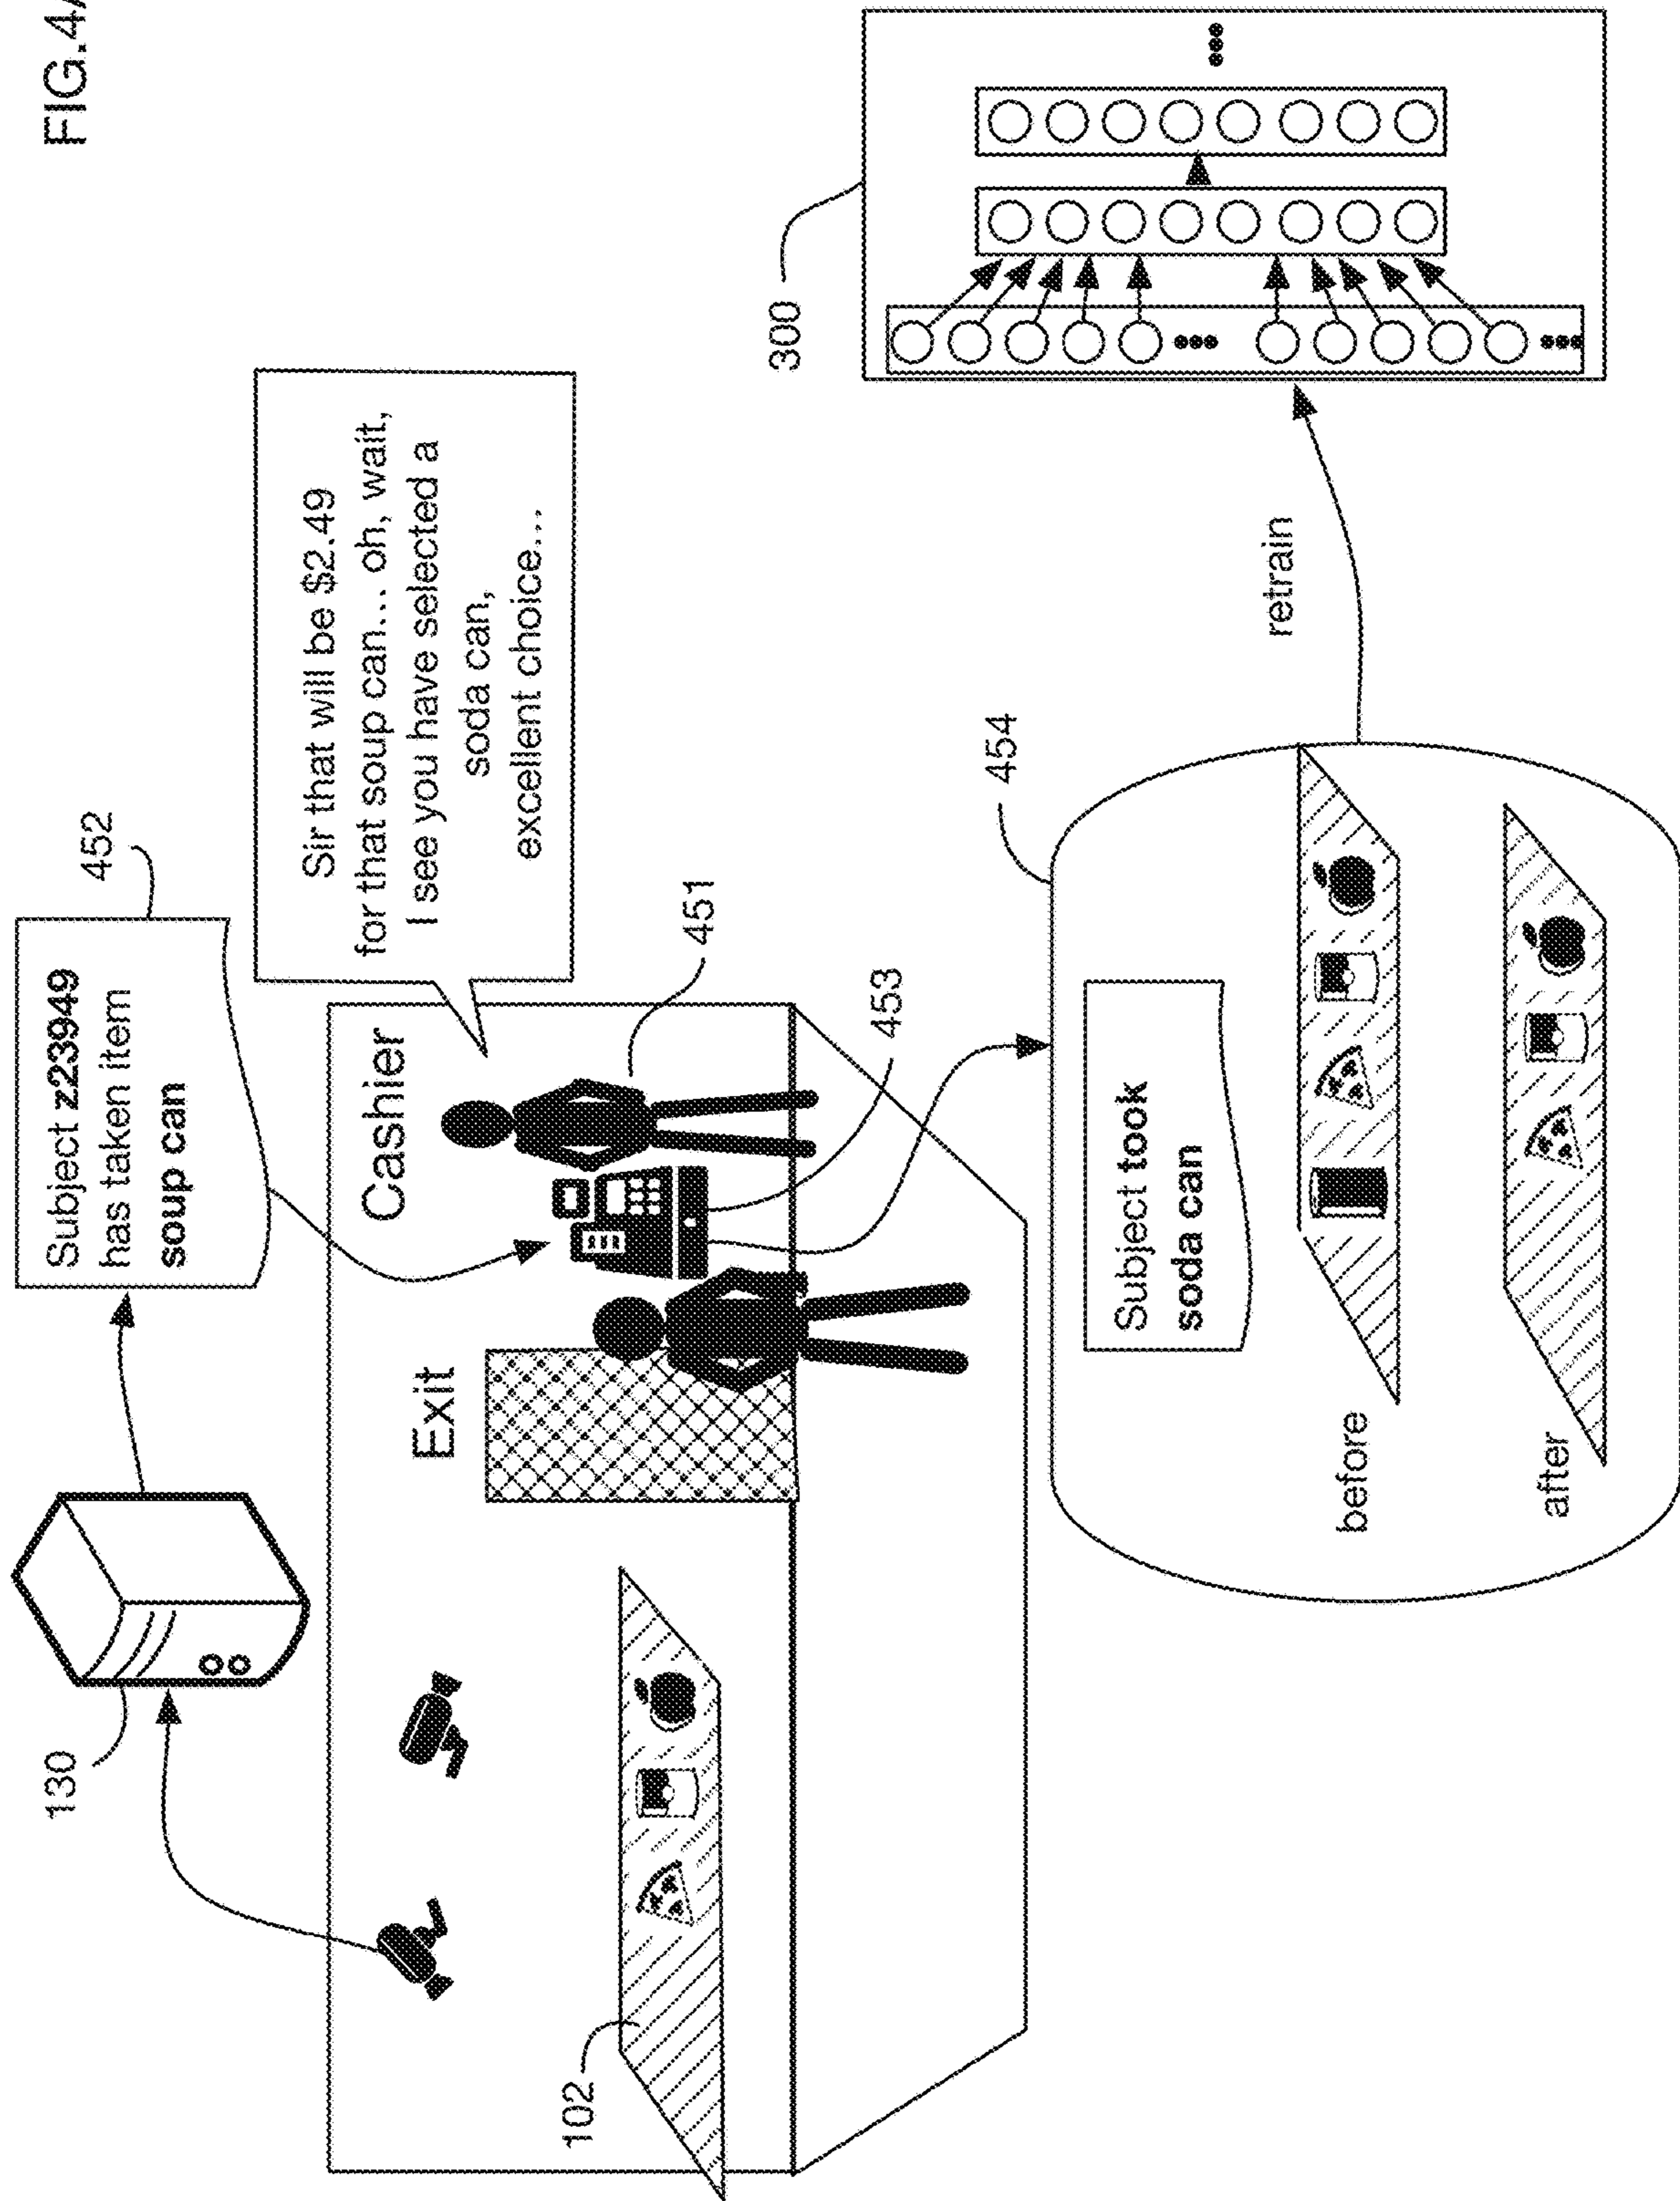 FIG.4A
130
452
Subject z23949
has taken item
soup can
Sir that will be $2.49
for that soup can... oh, wait,
I see you have selected a
soda can,
excellent choice...
Exit
Cashier
451
453
102
300
454
Subject took
soda can
retrain
before
after